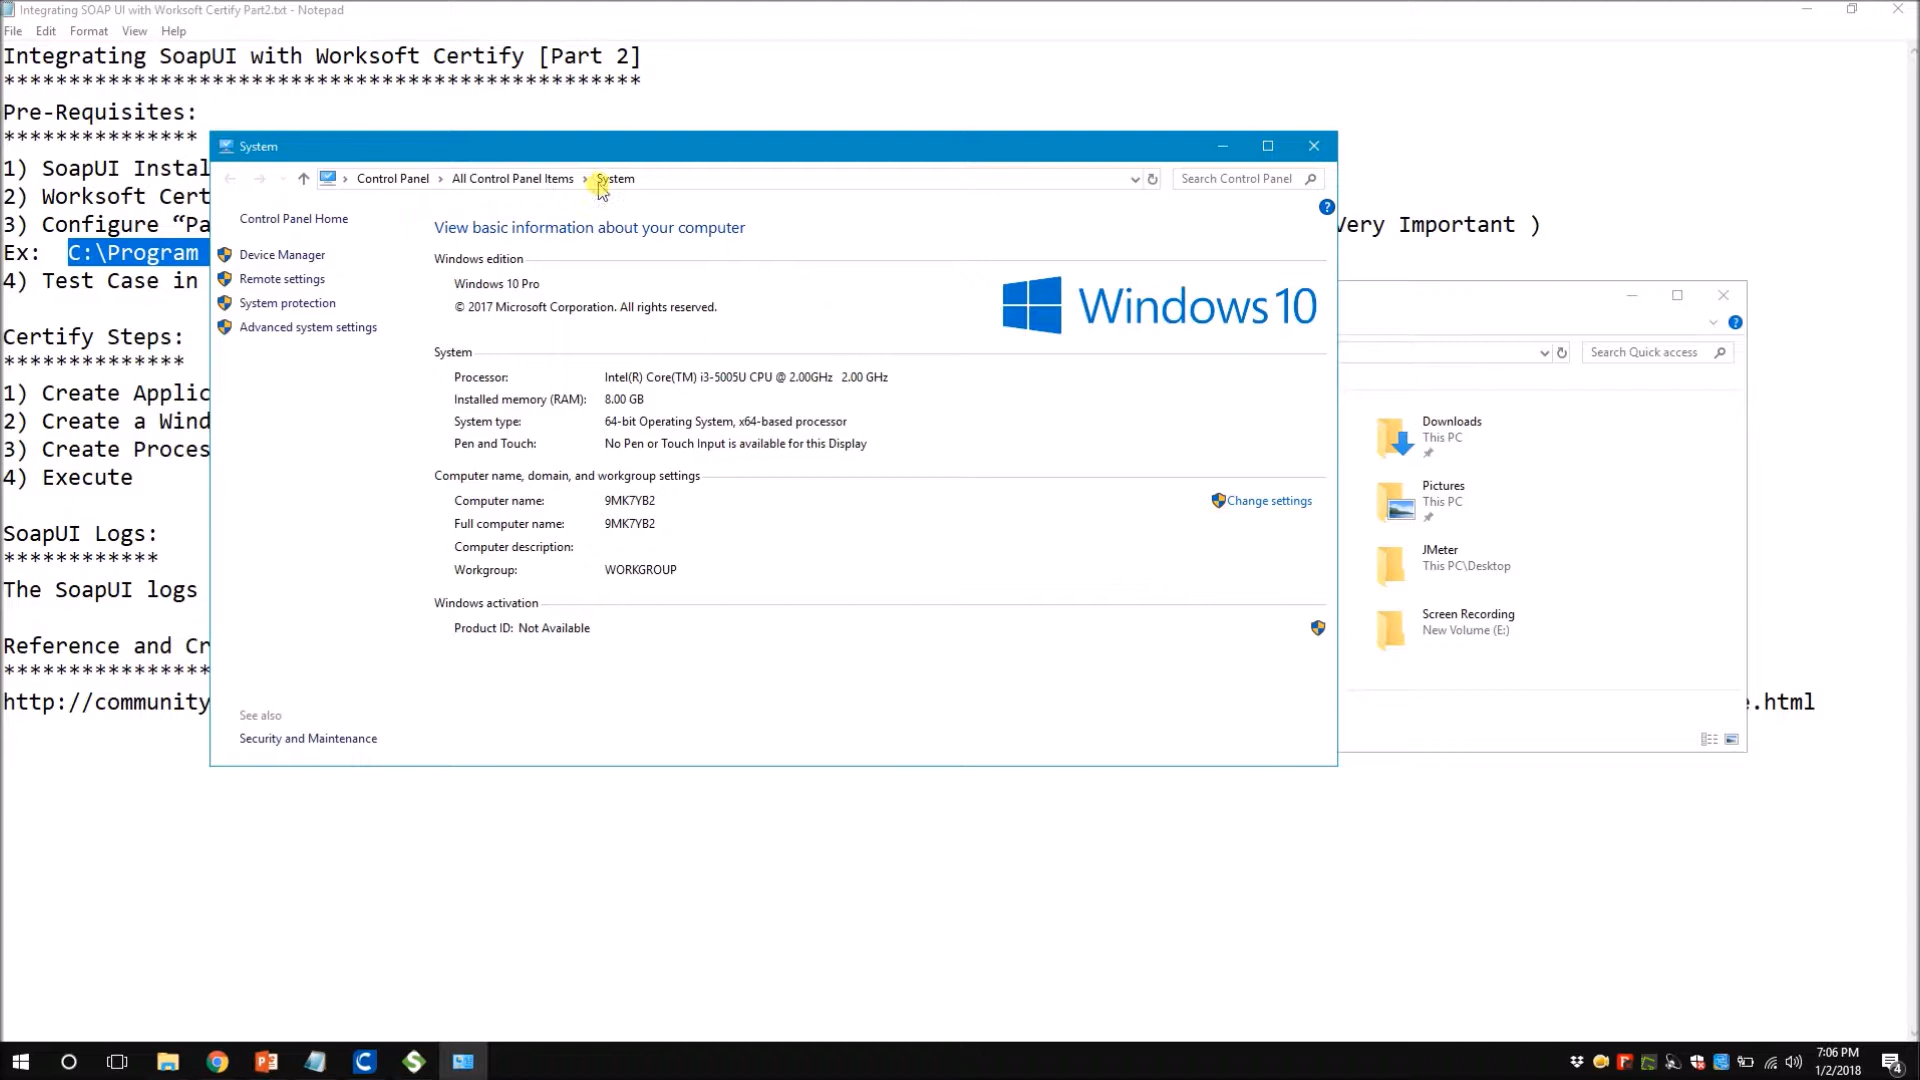 Integrating SOAP UI with Worksoft Certify Part2.txt - Notepad
File Edit Format View Help
Integrating SoapUI with Worksoft Certify [Part 2]
*************************************************
Pre-Requisites:
***************
1) SoapUI Instal
2) Worksoft Cert
3) Configure “Pa
Very Important )
Ex: C:\Program
4) Test Case in
Certify Steps:
**************
1) Create Applic
2) Create a Wind
3) Create Proces
4) Execute
SoapUI Logs:
************
The SoapUI logs
Reference and Cr
****************
http://community
e.html
System
Control Panel › All Control Panel Items › System
Search Control Panel
Control Panel Home
Device Manager
Remote settings
System protection
Advanced system settings
See also
Security and Maintenance
View basic information about your computer
Windows edition
Windows 10 Pro
© 2017 Microsoft Corporation. All rights reserved.
Windows 10
System
Processor: Intel(R) Core(TM) i3-5005U CPU @ 2.00GHz 2.00 GHz
Installed memory (RAM): 8.00 GB
System type: 64-bit Operating System, x64-based processor
Pen and Touch: No Pen or Touch Input is available for this Display
Computer name, domain, and workgroup settings
Computer name: 9MK7YB2
Change settings
Full computer name: 9MK7YB2
Computer description:
Workgroup: WORKGROUP
Windows activation
Product ID: Not Available
Search Quick access
Downloads
This PC
Pictures
This PC
JMeter
This PC\Desktop
Screen Recording
New Volume (E:)
7:06 PM
1/2/2018
4